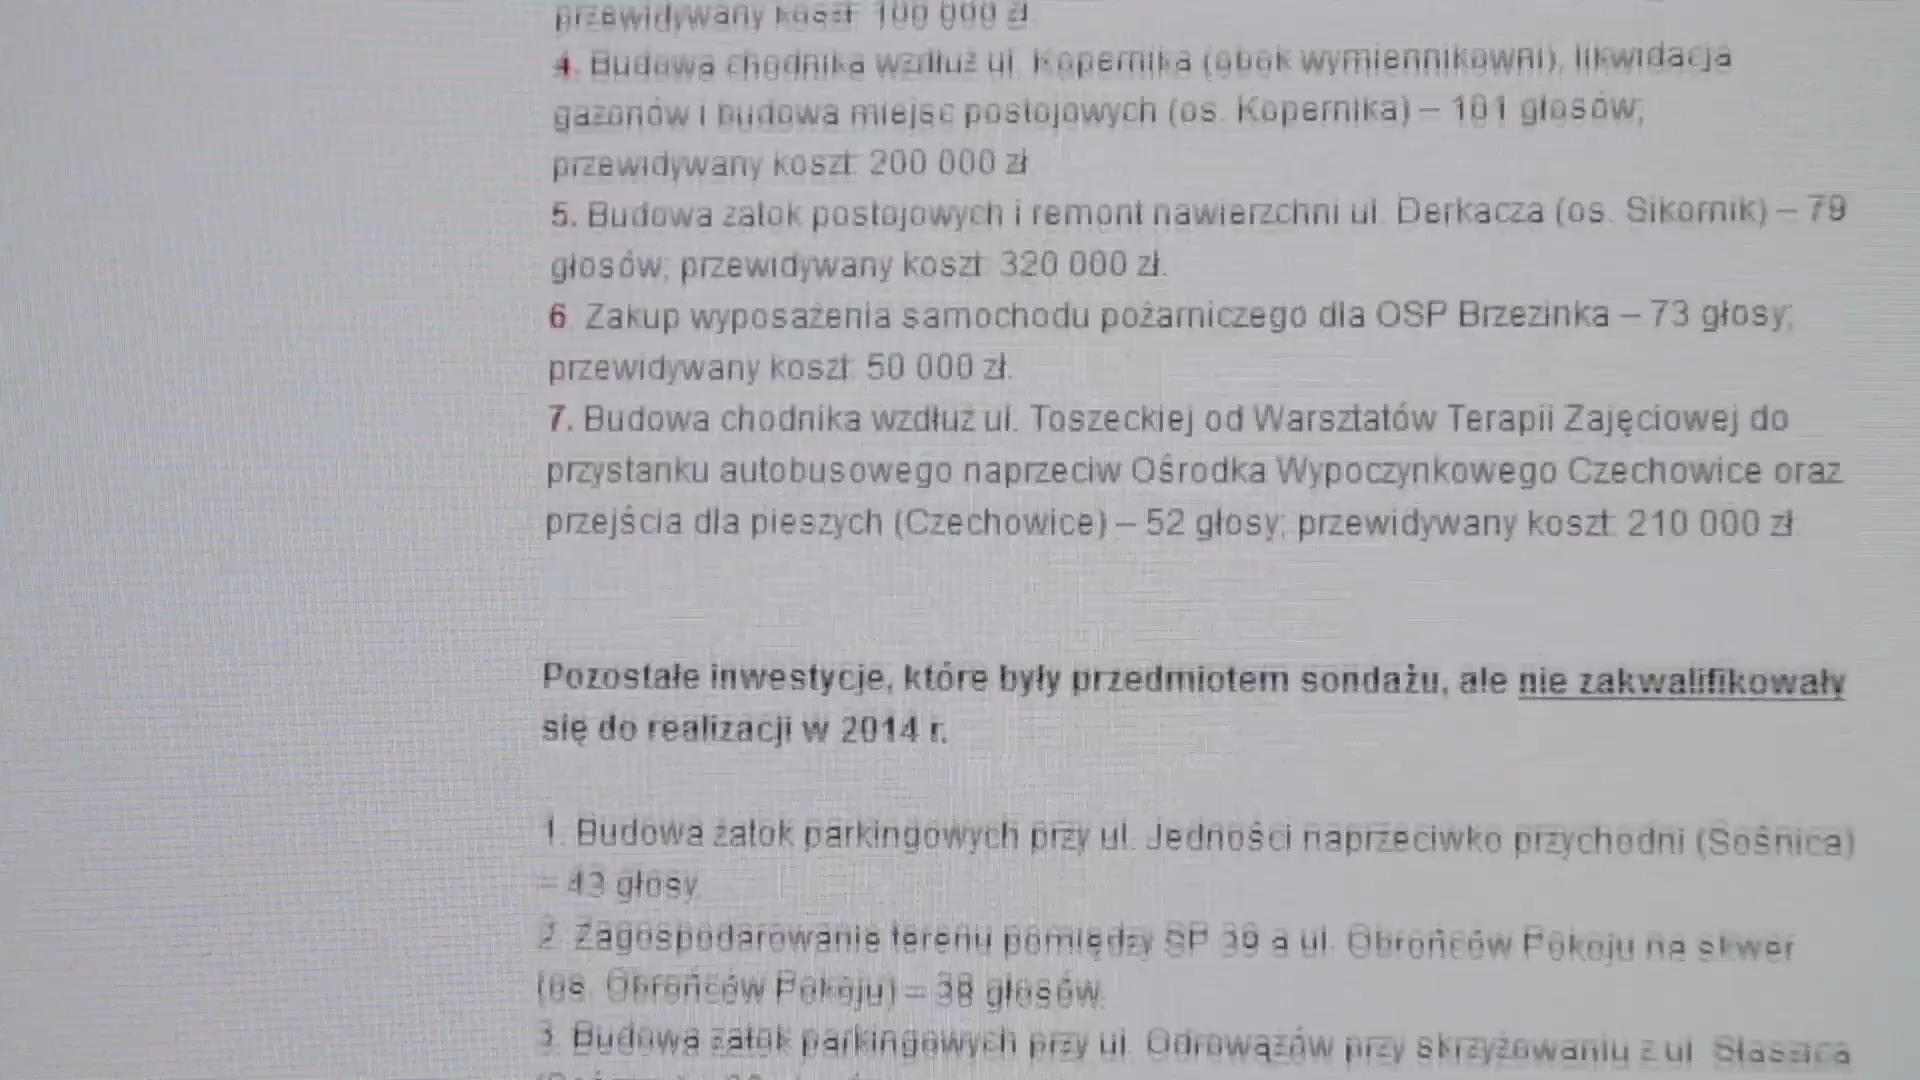 przewidywany koszt: 100 000 zł
4. Budowa chodnika wzdłuż ul. Kopernika (obok wymiennikowni), likwidacja
gazonów i budowa miejsc postojowych (os. Kopernika) – 101 głosów;
przewidywany koszt: 200 000 zł
5. Budowa zatok postojowych i remont nawierzchni ul. Derkacza (os. Sikornik) – 79
głosów; przewidywany koszt: 320 000 zł.
6. Zakup wyposażenia samochodu pożarniczego dla OSP Brzezinka – 73 głosy;
przewidywany koszt: 50 000 zł.
7. Budowa chodnika wzdłuż ul. Toszeckiej od Warsztatów Terapii Zajęciowej do
przystanku autobusowego naprzeciw Ośrodka Wypoczynkowego Czechowice oraz
przejścia dla pieszych (Czechowice) – 52 głosy; przewidywany koszt: 210 000 zł
Pozostałe inwestycje, które były przedmiotem sondażu, ale nie zakwalifikowały
się do realizacji w 2014 r.
1. Budowa zatok parkingowych przy ul. Jedności naprzeciwko przychodni (Sośnica)
– 43 głosy
2. Zagospodarowanie terenu pomiędzy SP 39 a ul. Obrońców Pokoju na skwer
(os. Obrońców Pokoju) – 38 głosów.
3. Budowa zatok parkingowych przy ul. Odrowążów przy skrzyżowaniu z ul. Staszica